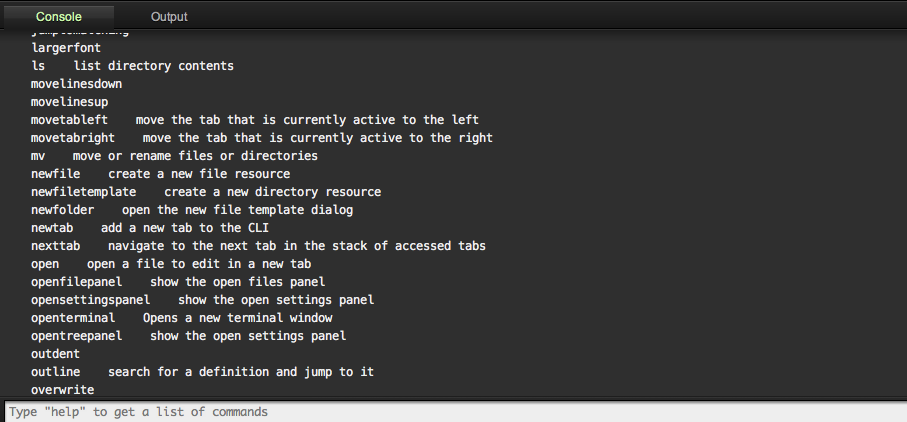 Console Output
largerfont
ls list directory contents
movelinesdown
movelinesup
movetableft move the tab that is currently active to the left
movetabright move the tab that is currently active to the right
mv move or rename files or directories
newfile create a new file resource
newfiletemplate create a new directory resource
newfolder open the new file template dialog
newtab add a new tab to the CLI
nexttab navigate to the next tab in the stack of accessed tabs
open open a file to edit in a new tab
openfilepanel show the open files panel
opensettingspanel show the open settings panel
openterminal Opens a new terminal window
opentreepanel show the open settings panel
outdent
outline search for a definition and jump to it
overwrite
Type "help" to get a list of commands